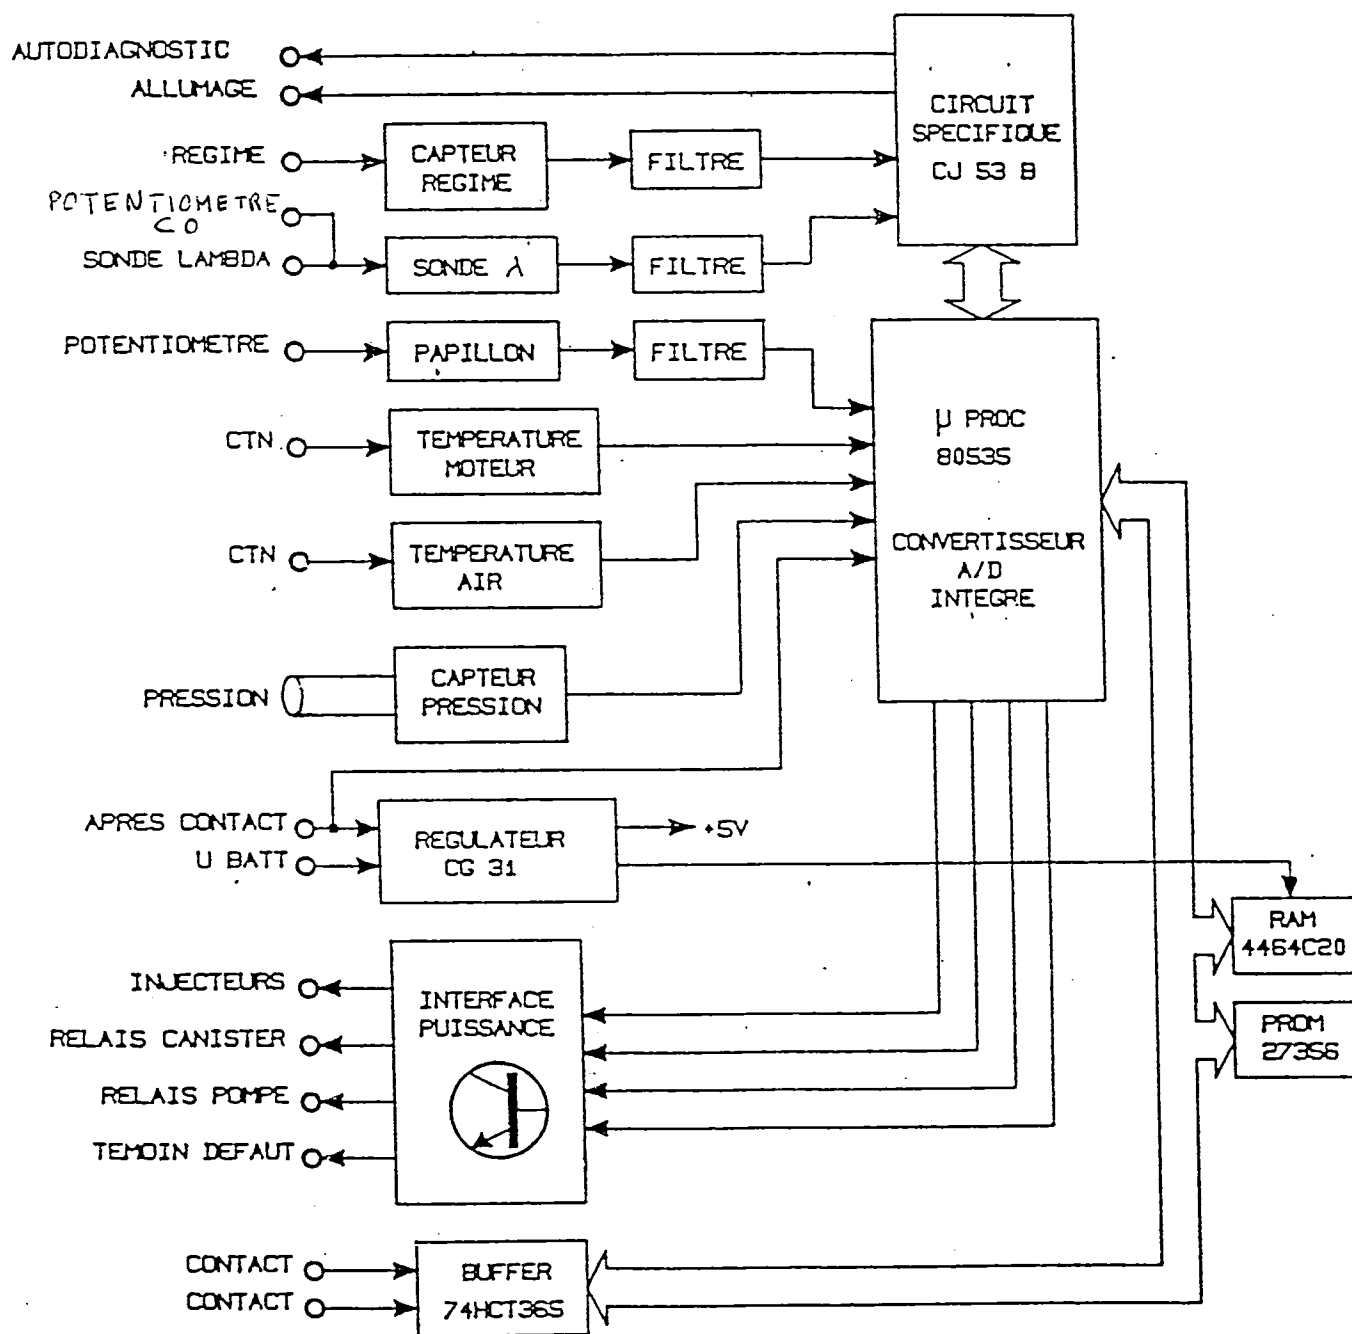 AUTODIAGNOSTIC
ALLUMAGE
CIRCUIT
SPECIFIQUE
CJ 53 B
REGIME
CAPTEUR
REGIME
FILTRE
POTENTIOMETRE
CO
SONDE LAMBDA
SONDE λ
FILTRE
POTENTIOMETRE
PAPILLON
FILTRE
µ PROC
80535
CONVERTISSEUR
A/D
INTEGRE
CTN
TEMPERATURE
MOTEUR
CTN
TEMPERATURE
AIR
PRESSION
CAPTEUR
PRESSION
APRES CONTACT
U BATT
REGULATEUR
CG 31
+5V
RAM
4464C20
PROM
27356
INJECTEURS
RELAIS CANISTER
RELAIS POMPE
TEMOIN DEFAUT
INTERFACE
PUISSANCE
CONTACT
CONTACT
BUFFER
74HCT365